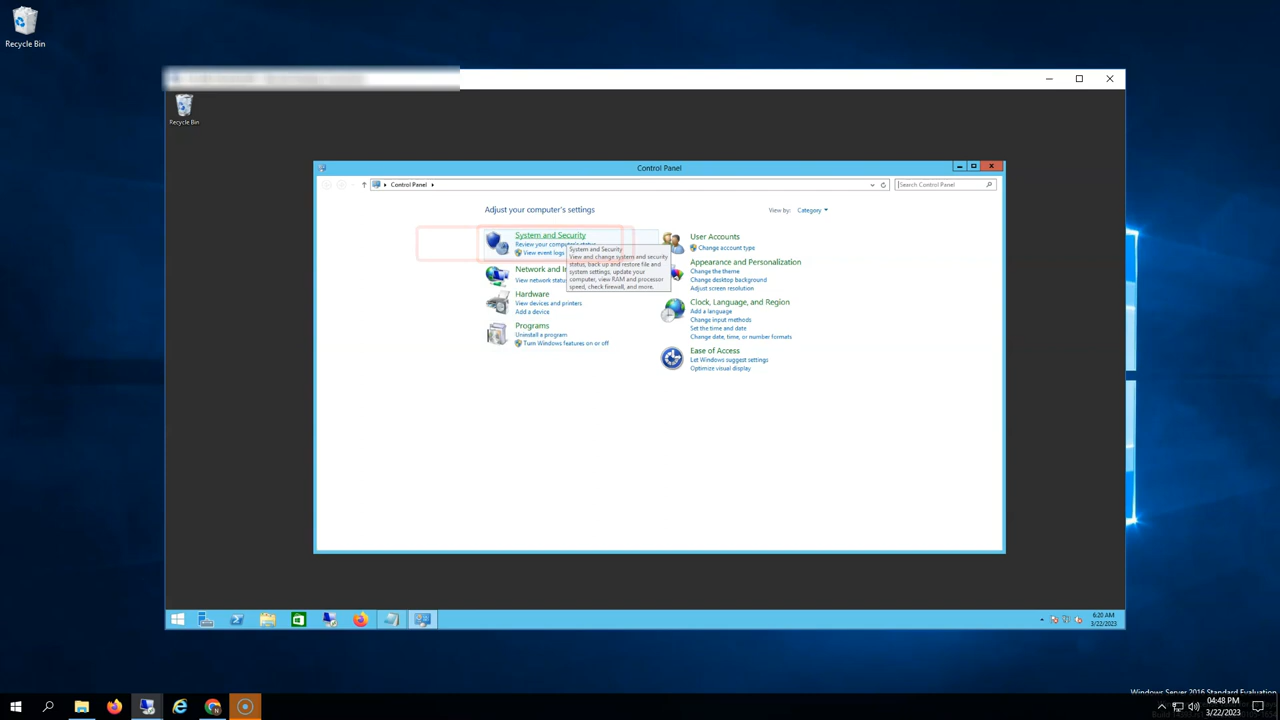 Recycle Bin
Recycle Bin
Control Panel
Control Panel
Search Control Panel
Adjust your computer's settings
View by: Category
System and Security
Review your computer's status
View event logs
System and Security
View and change system and security
status, back up and restore file and
system settings, update your
computer, view RAM and processor
speed, check firewall, and more.
Network and
View network
Hardware
View devices and printers
Add a device
Programs
Uninstall a program
Turn Windows features on or off
User Accounts
Change account type
Appearance and Personalization
Change the theme
Change desktop background
Adjust screen resolution
Clock, Language, and Region
Add a language
Change input methods
Set the time and date
Change date, time, or number formats
Ease of Access
Let Windows suggest settings
Optimize visual display
6:20 AM
3/22/2023
Windows Server 2016 Standard Evaluation
04:48 PM
3/22/2023